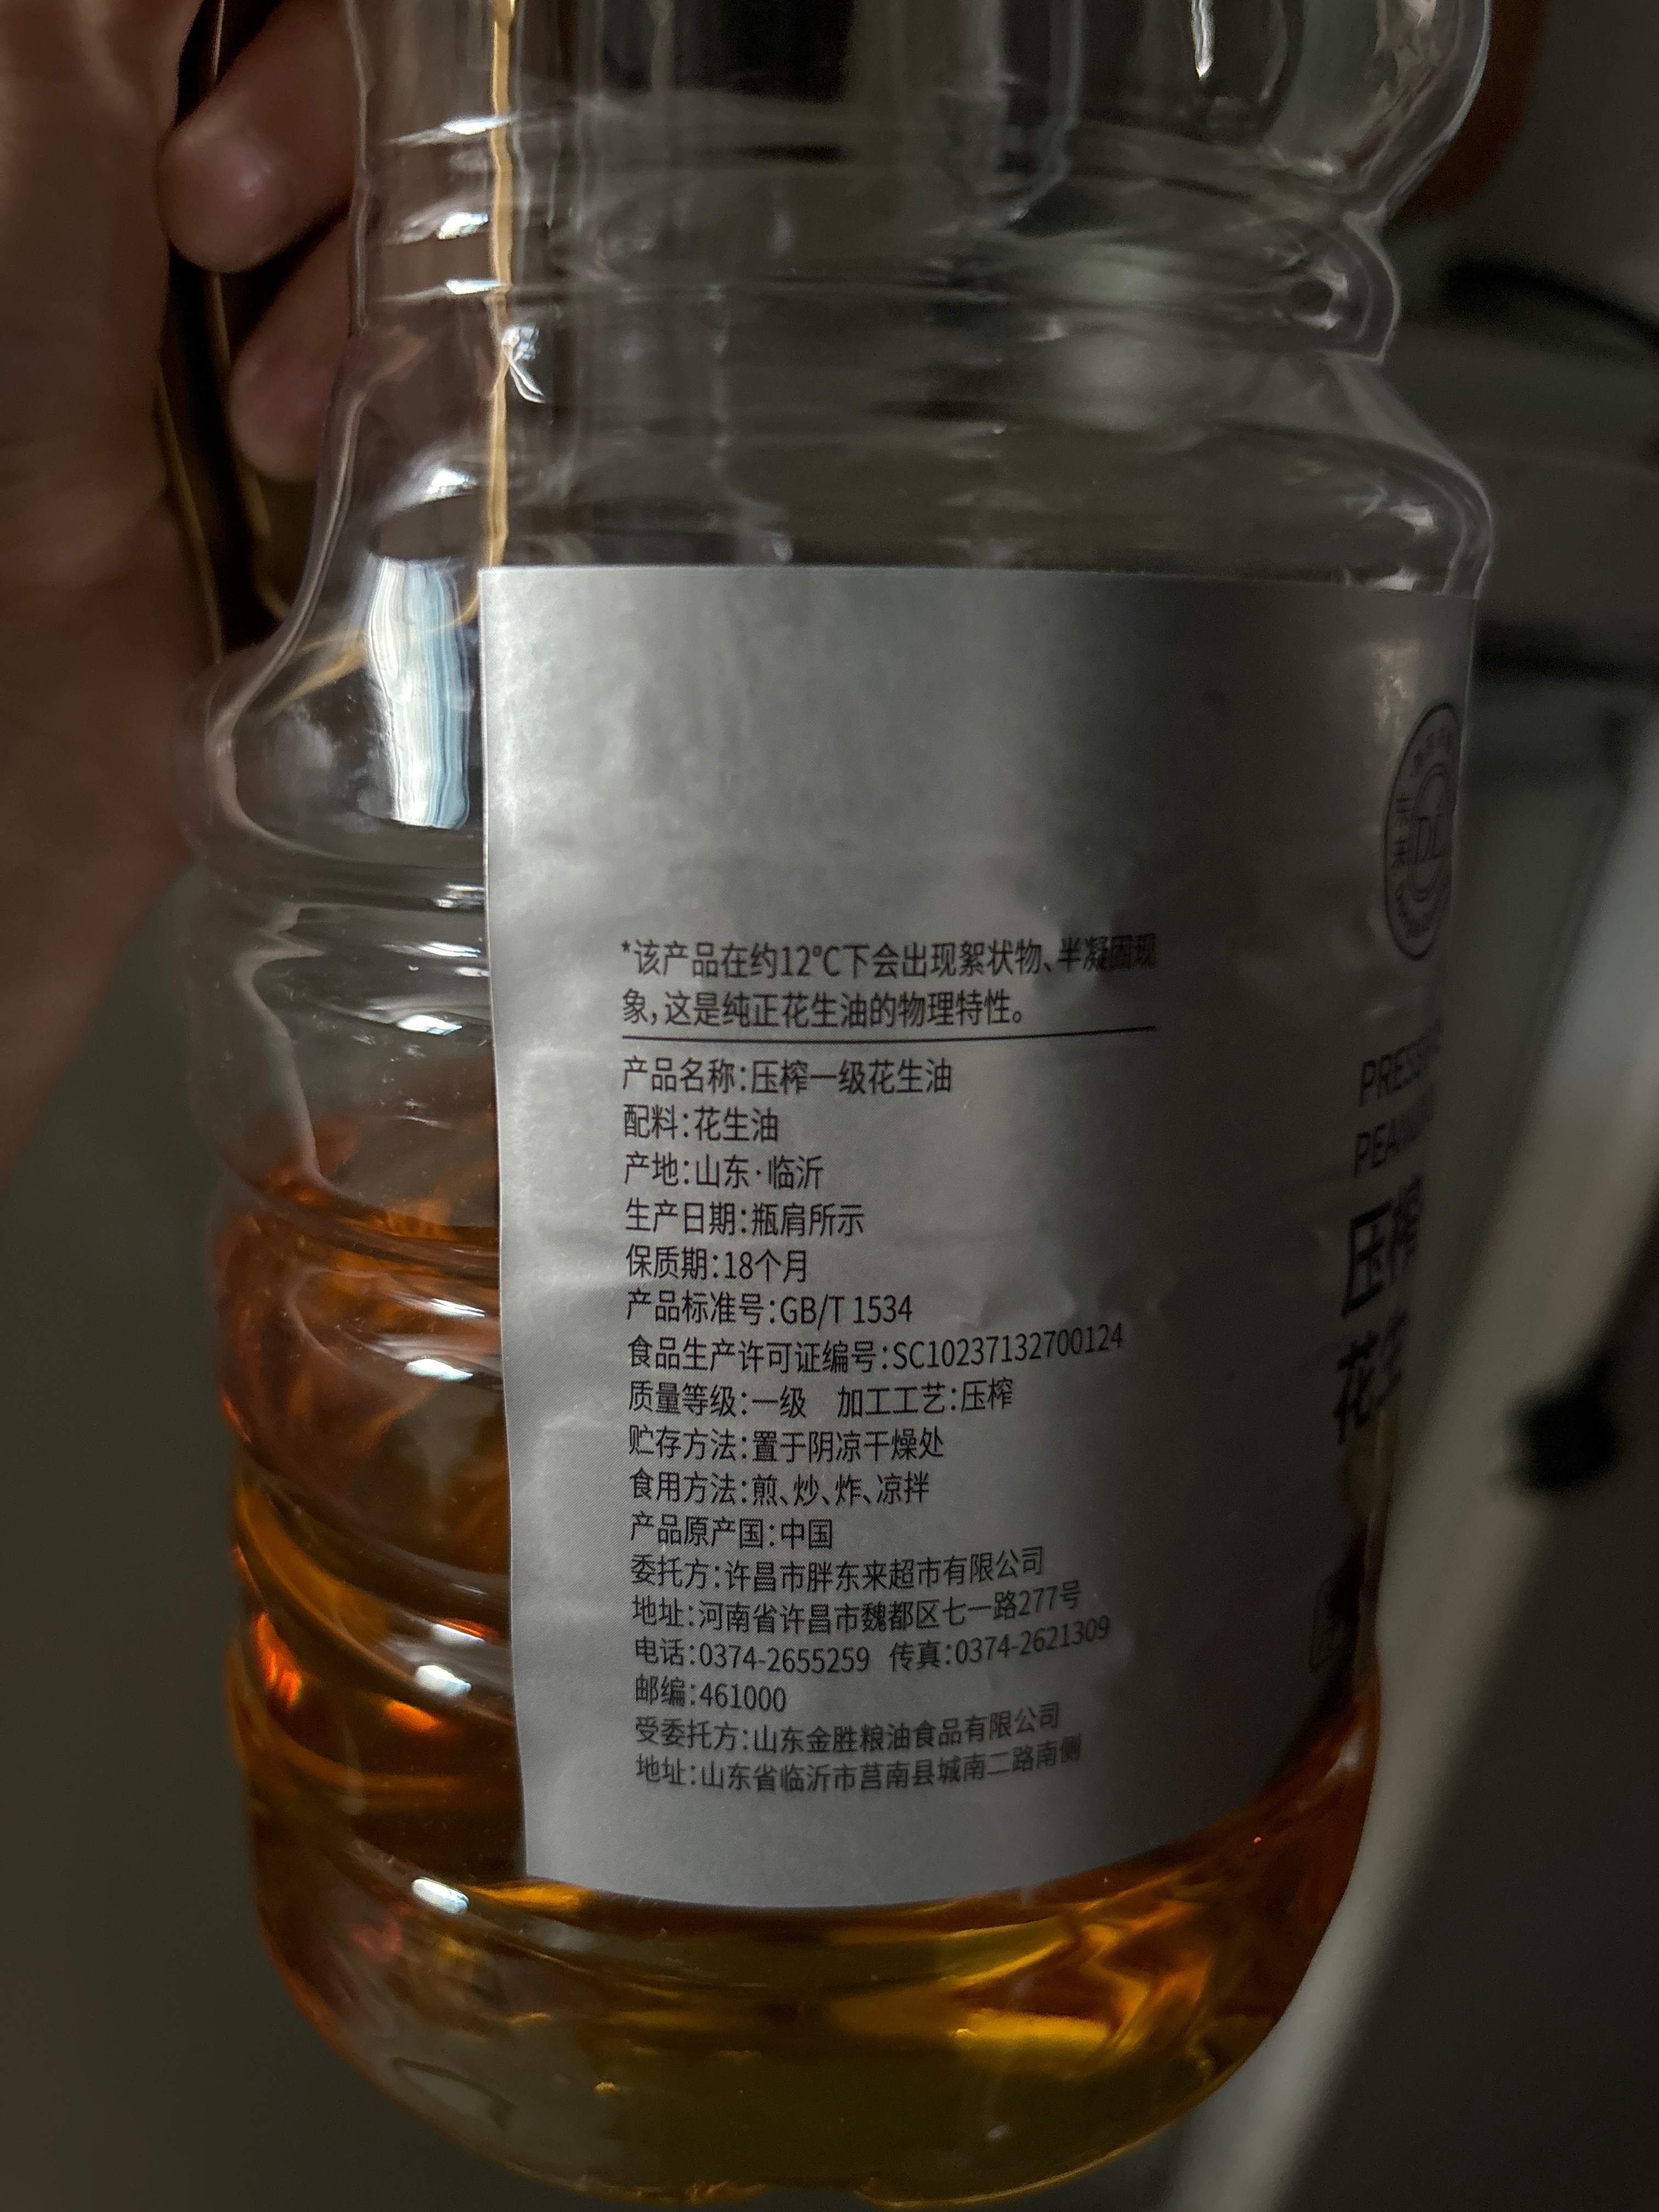 *该产品在约12℃下会出现絮状物、半凝固现
象，这是纯正花生油的物理特性。
产品名称：压榨一级花生油
配料：花生油
产地：山东·临沂
生产日期：瓶肩所示
保质期：18个月
产品标准号：GB/T 1534
食品生产许可证编号：SC10237132700124
质量等级：一级 加工工艺：压榨
贮存方法：置于阴凉干燥处
食用方法：煎、炒、炸、凉拌
产品原产国：中国
委托方：许昌市胖东来超市有限公司
地址：河南省许昌市魏都区七一路277号
电话：0374-2655259 传真：0374-2621309
邮编：461000
受委托方：山东金胜粮油食品有限公司
地址：山东省临沂市莒南县城南二路南侧
东来
DL
PRESS
PEAN
压榨
花生